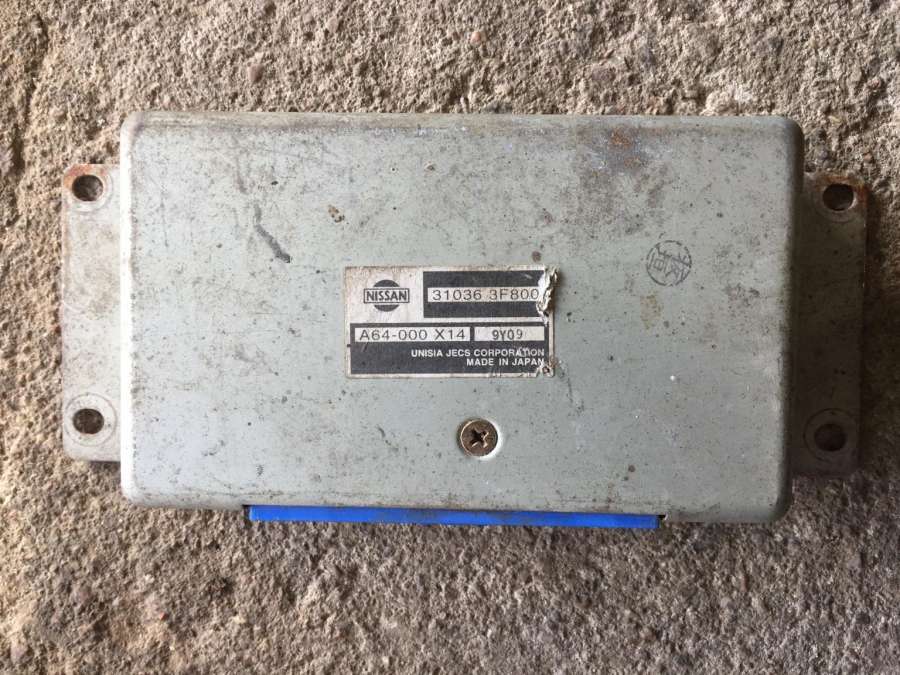 NISSAN
31036 3F800
A64-000 X14
9Y09
UNISIA JECS CORPORATION
MADE IN JAPAN